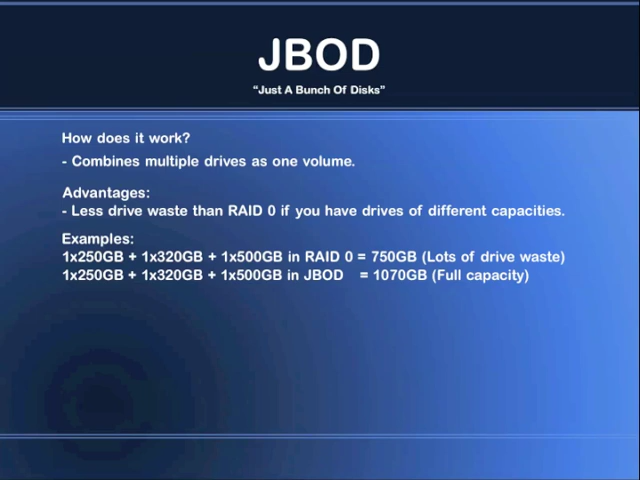 JBOD
“Just A Bunch Of Disks”
How does it work?
- Combines multiple drives as one volume.
Advantages:
- Less drive waste than RAID 0 if you have drives of different capacities.
Examples:
1x250GB + 1x320GB + 1x500GB in RAID 0 = 750GB (Lots of drive waste)
1x250GB + 1x320GB + 1x500GB in JBOD = 1070GB (Full capacity)